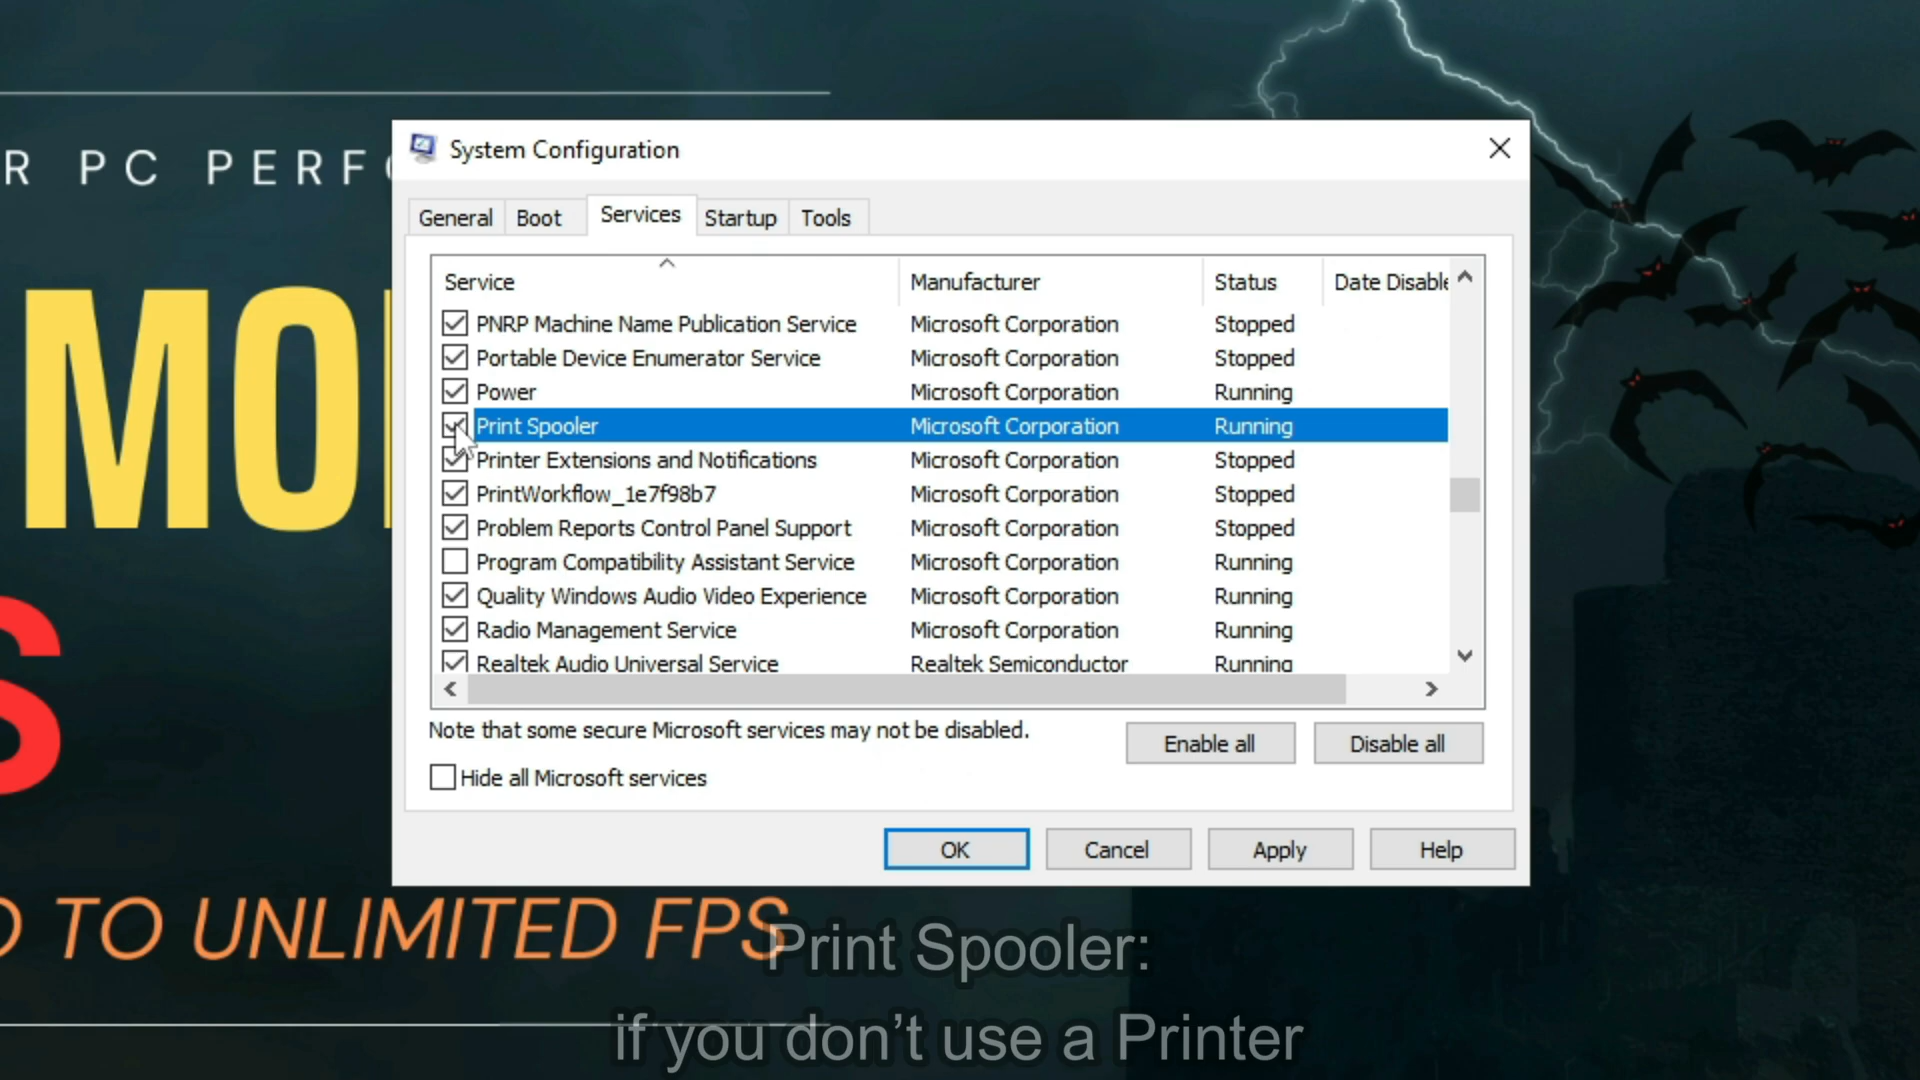 R PC PERF
MO
S
O TO UNLIMITED FPS
System Configuration
General Boot Services Startup Tools
Service Manufacturer Status Date Disable
PNRP Machine Name Publication Service Microsoft Corporation Stopped
Portable Device Enumerator Service Microsoft Corporation Stopped
Power Microsoft Corporation Running
Print Spooler Microsoft Corporation Running
Printer Extensions and Notifications Microsoft Corporation Stopped
PrintWorkflow_1e7f98b7 Microsoft Corporation Stopped
Problem Reports Control Panel Support Microsoft Corporation Stopped
Program Compatibility Assistant Service Microsoft Corporation Running
Quality Windows Audio Video Experience Microsoft Corporation Running
Radio Management Service Microsoft Corporation Running
Realtek Audio Universal Service Realtek Semiconductor Running
Note that some secure Microsoft services may not be disabled.
Enable all Disable all
Hide all Microsoft services
OK Cancel Apply Help
Print Spooler:
if you don't use a Printer